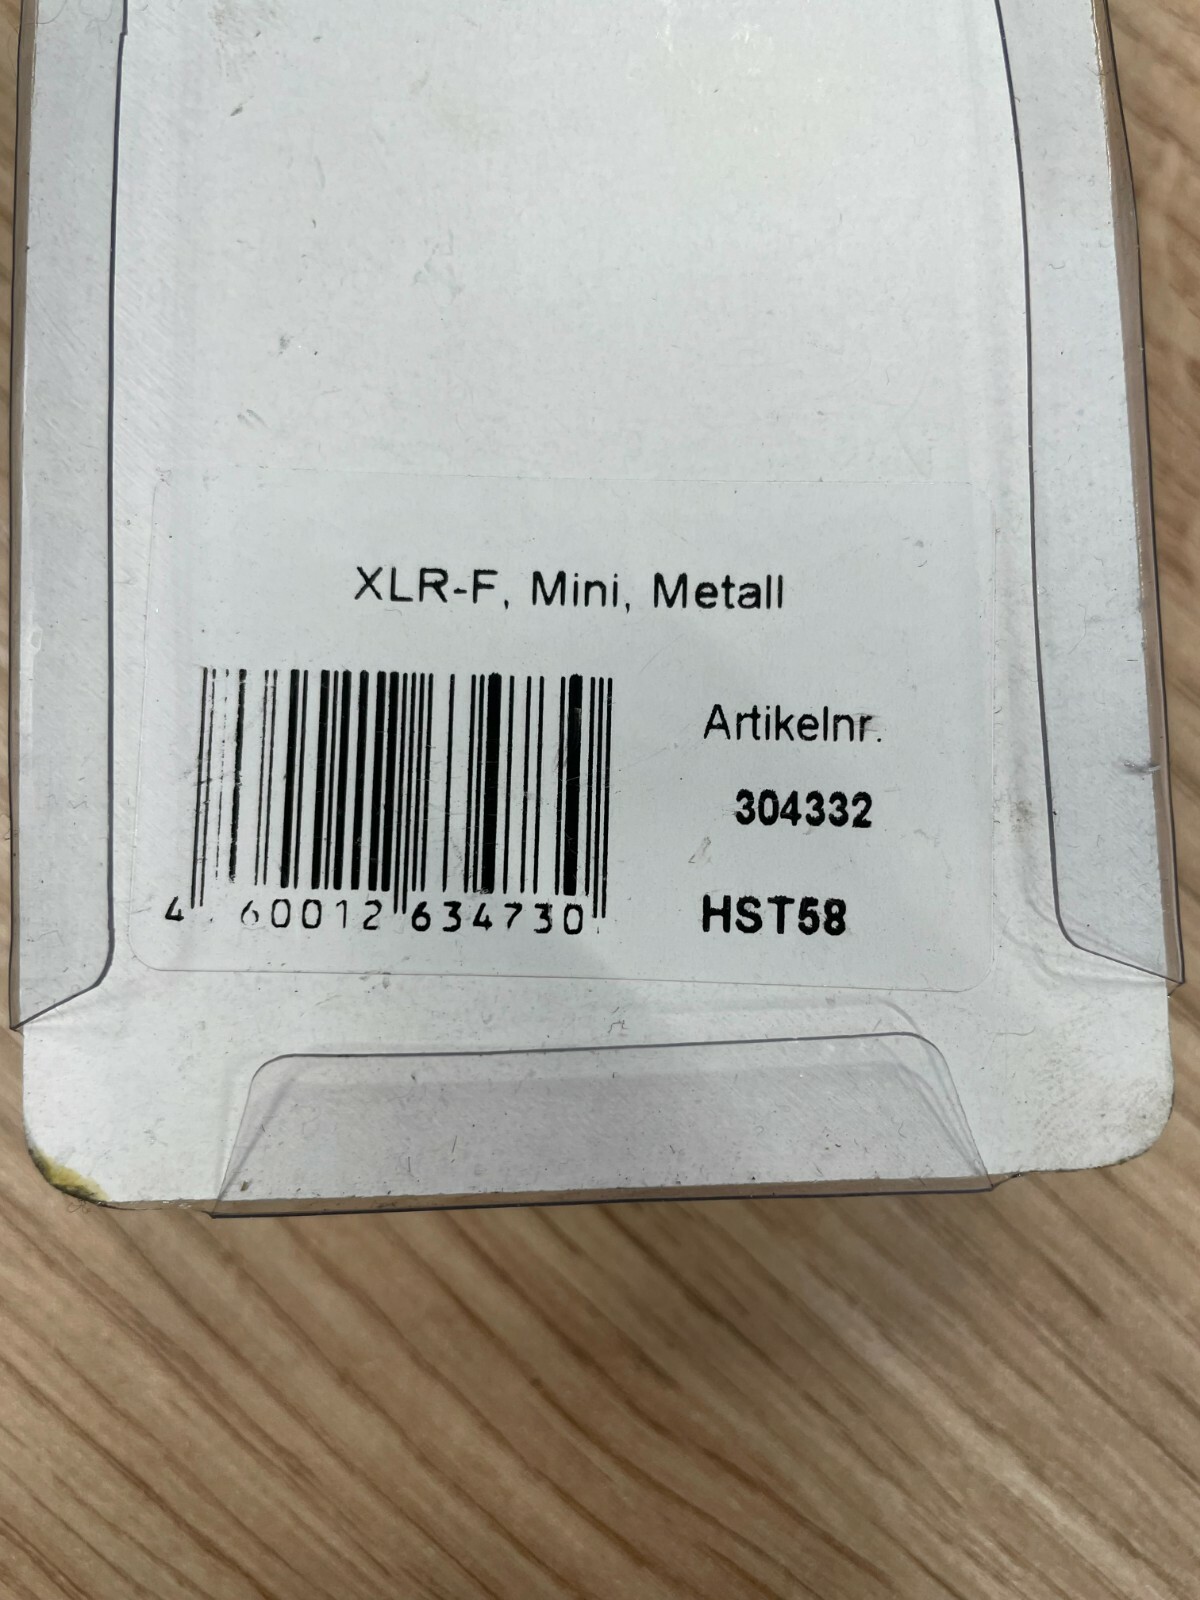 XLR-F, Mini, Metall
Artikelnr.
304332
4 60012 634730
HST58